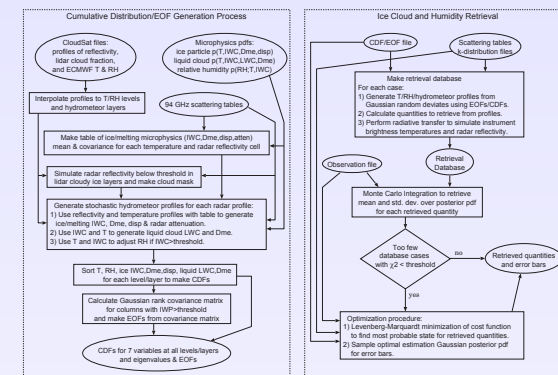 Cumulative Distribution/EOF Generation Process
CloudSat files:
profiles of reflectivity,
lidar cloud fraction,
and ECMWF T & RH
Microphysics pdfs:
ice particle p(T,IWC,Dme,disp)
liquid cloud p(T,IWC,LWC,Dme)
relative humidity p(RH;T,IWC)
Interpolate profiles to T/RH levels
and hydrometeor layers
94 GHz scattering tables
Make table of ice/melting microphysics (IWC,Dme,disp,atten)
mean & covariance for each temperature and radar reflectivity cell
Simulate radar reflectivity below threshold in
lidar cloudy ice layers and make cloud mask
Generate stochastic hydrometeor profiles for each radar profile:
1) Use reflectivity and temperature profiles with table to generate
ice/melting IWC, Dme, disp & radar attenuation.
2) Use IWC and T to generate liquid cloud LWC and Dme.
3) Use T and IWC to adjust RH if IWC>threshold.
Sort T, RH, ice IWC,Dme,disp, liquid LWC,Dme
for each level/layer to make CDFs
Calculate Gaussian rank covariance matrix
for columns with IWP>threshold
and make EOFs from covariance matrix
CDFs for 7 variables at all levels/layers
and eigenvalues & EOFs
Ice Cloud and Humidity Retrieval
CDF/EOF file
Scattering tables
k-distribution files
Make retrieval database
For each case:
1) Generate T/RH/hydrometeor profiles from
Gaussian random deviates using EOFs/CDFs.
2) Calculate quantities to retrieve from profiles.
3) Perform radiative transfer to simulate instrument
brightness temperatures and radar reflectivity.
Observation file
Retrieval
Database
Monte Carlo Integration to retrieve
mean and std. dev. over posterior pdf
for each retrieved quantity
Too few
database cases
with χ2 < threshold
no
Retrieved quantities
and error bars
yes
Optimization procedure:
1) Levenberg-Marquardt minimization of cost function
to find most probable state for retrieved quantities.
2) Sample optimal estimation Gaussian posterior pdf
for error bars.